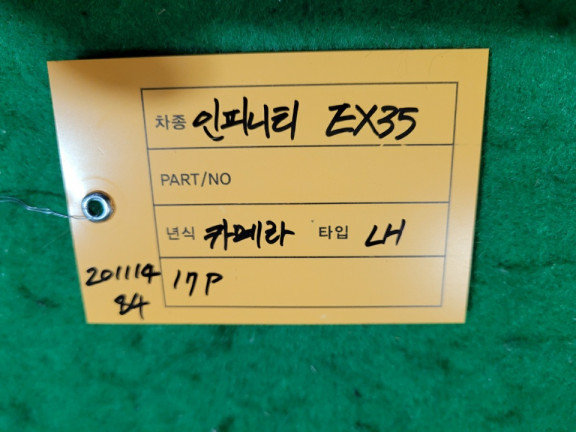 차종 인피니티 EX35
PART/NO
년식 카메라 타입 LH
17P
201114
84